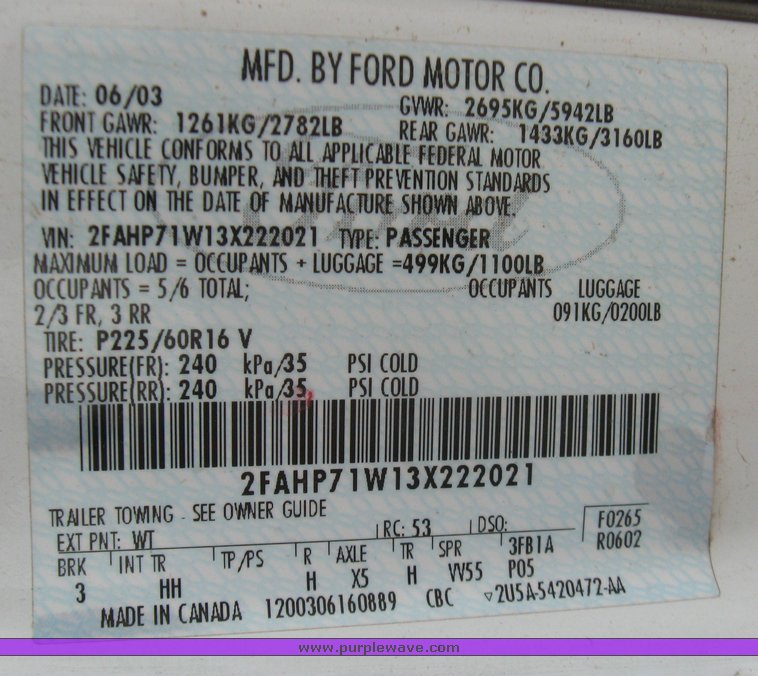 MFD. BY FORD MOTOR CO.
DATE: 06/03 GVWR: 2695KG/5942LB
FRONT GAWR: 1261KG/2782LB REAR GAWR: 1433KG/3160LB
THIS VEHICLE CONFORMS TO ALL APPLICABLE FEDERAL MOTOR
VEHICLE SAFETY, BUMPER, AND THEFT PREVENTION STANDARDS
IN EFFECT ON THE DATE OF MANUFACTURE SHOWN ABOVE.
VIN: 2FAHP71W13X222021 TYPE: PASSENGER
MAXIMUM LOAD = OCCUPANTS + LUGGAGE =499KG/1100LB
OCCUPANTS = 5/6 TOTAL; OCCUPANTS LUGGAGE
2/3 FR, 3 RR 091KG/0200LB
TIRE: P225/60R16 V
PRESSURE(FR): 240 kPa/35 PSI COLD
PRESSURE(RR): 240 kPa/35 PSI COLD
2FAHP71W13X222021
TRAILER TOWING - SEE OWNER GUIDE
EXT PNT: WT RC: 53 DSO: F0265
BRK INT TR TP/PS R AXLE TR SPR 3FB1A R0602
3 HH H X5 H VV55 P05
MADE IN CANADA 1200306160889 CBC ▽2U5A-5420472-AA
www.purplewave.com